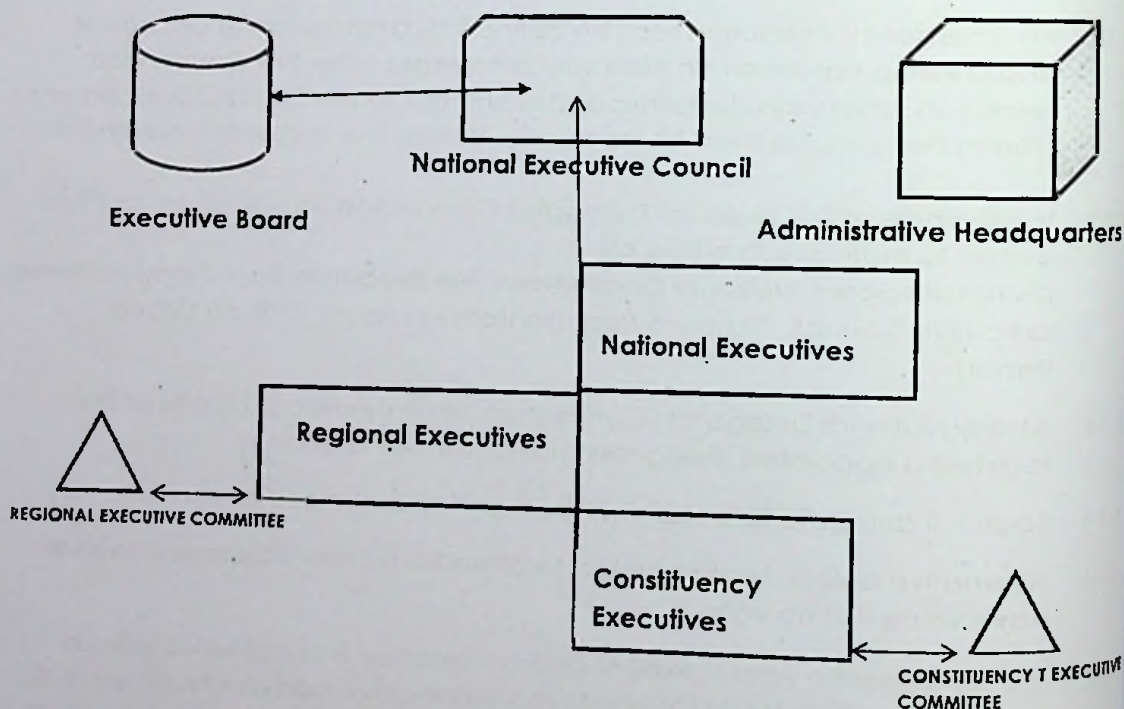 National Executive Council
Executive Board
Administrative Headquarters
National Executives
Regional Executives
REGIONAL EXECUTIVE COMMITTEE
Constituency
Executives
CONSTITUENCY T EXECUTIVE
COMMITTEE